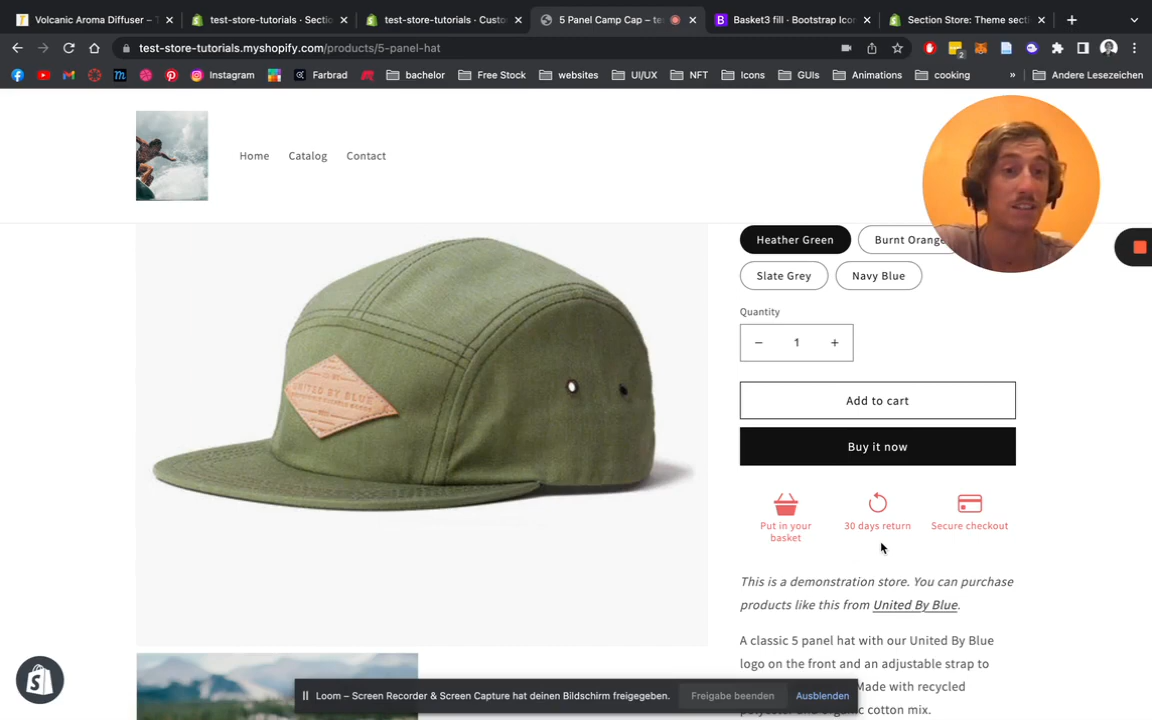 Volcanic Aroma Diffuser – T
test-store-tutorials · Sectio
test-store-tutorials · Custo
5 Panel Camp Cap – te
Basket3 fill · Bootstrap Icon
Section Store: Theme secti
test-store-tutorials.myshopify.com/products/5-panel-hat
2
Instagram
Farbrad
bachelor
Free Stock
websites
UI/UX
NFT
Icons
GUIs
Animations
cooking
»
Andere Lesezeichen
Home
Catalog
Contact
Heather Green
Burnt Orange
Slate Grey
Navy Blue
Quantity
− 1 +
UNITED BY BLUE
Add to cart
Buy it now
Put in your
basket
30 days return
Secure checkout
This is a demonstration store. You can purchase
products like this from United By Blue.
A classic 5 panel hat with our United By Blue
logo on the front and an adjustable strap to
Made with recycled
organic cotton mix.
Loom – Screen Recorder & Screen Capture hat deinen Bildschirm freigegeben.
Freigabe beenden
Ausblenden